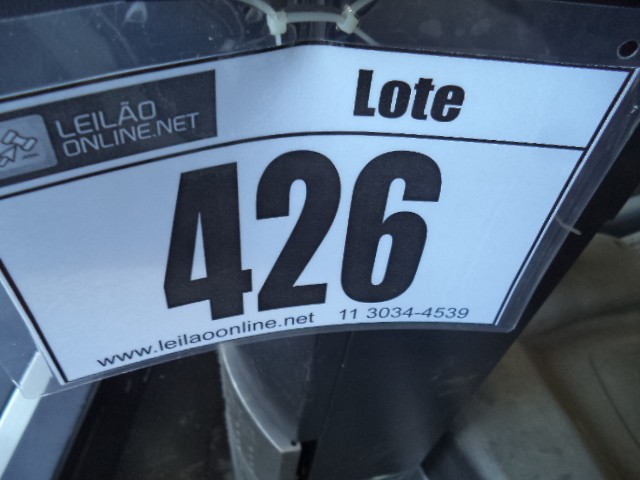 LEILÃO
ONLINE.NET
Lote
426
www.leilaoonline.net 11 3034-4539